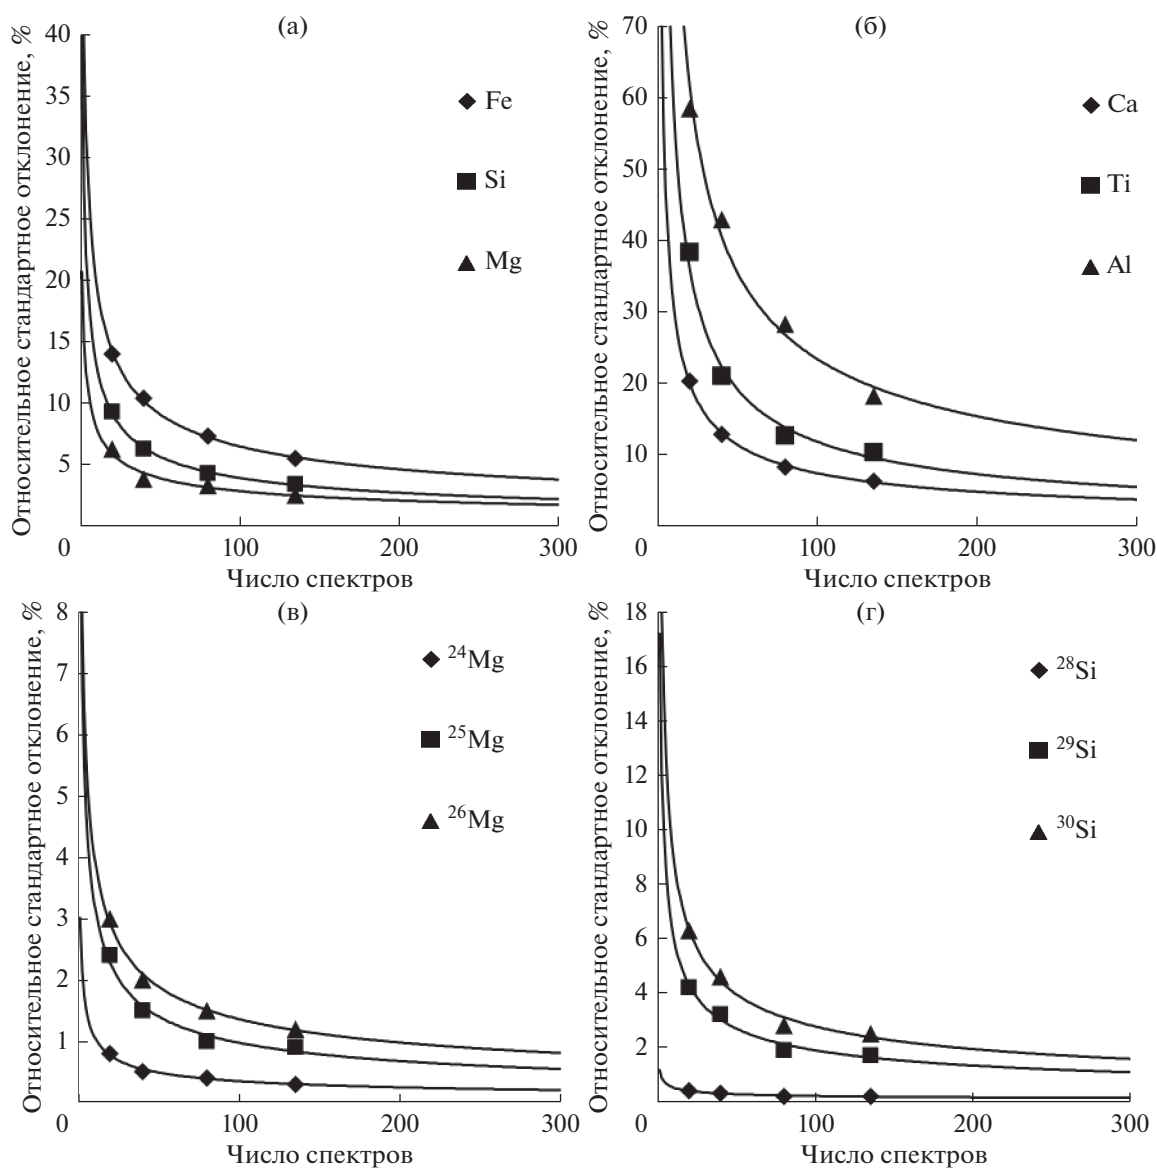 (а)
Относительное стандартное отклонение, %
40
35
30
25
20
15
10
5
0
100
200
300
Число спектров
Fe
Si
Mg
(б)
Относительное стандартное отклонение, %
70
60
50
40
30
20
10
0
100
200
300
Число спектров
Ca
Ti
Al
(в)
Относительное стандартное отклонение, %
8
7
6
5
4
3
2
1
0
100
200
300
Число спектров
²⁴Mg
²⁵Mg
²⁶Mg
(г)
Относительное стандартное отклонение, %
18
16
14
12
10
8
6
4
2
0
100
200
300
Число спектров
²⁸Si
²⁹Si
³⁰Si